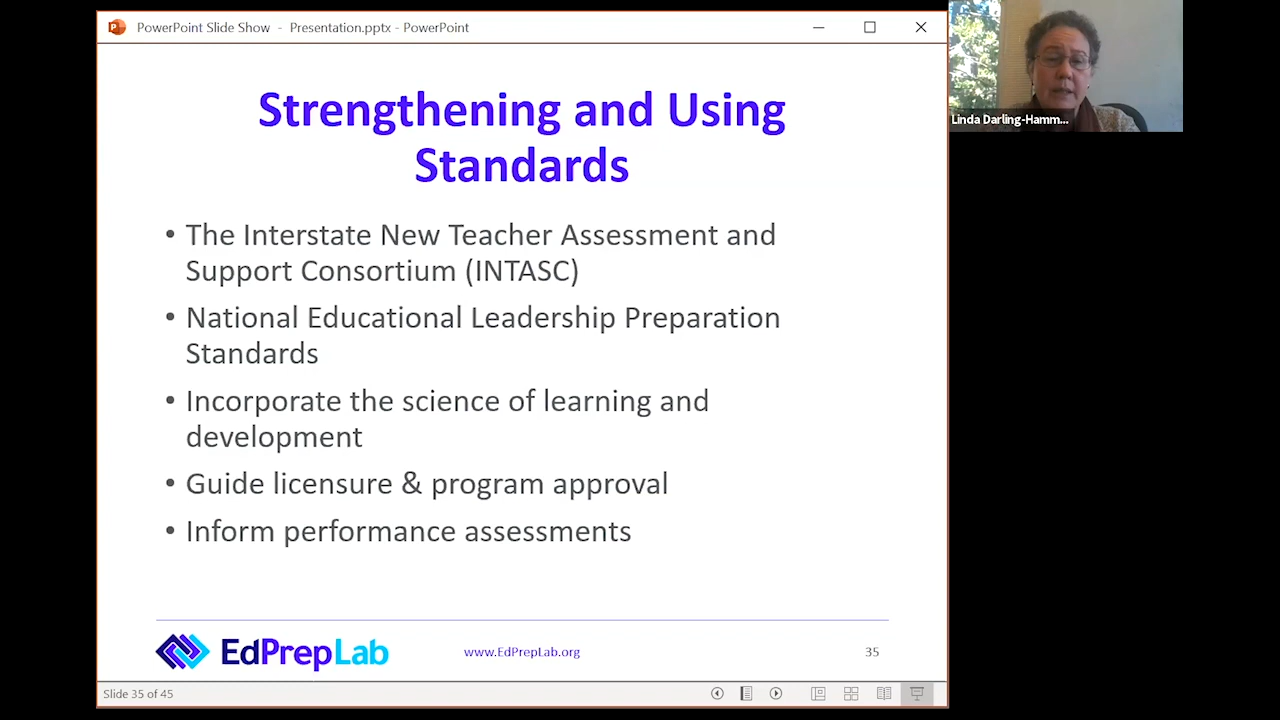 PowerPoint Slide Show - Presentation.pptx - PowerPoint
Linda Darling-Hamm...
Strengthening and Using
Standards
• The Interstate New Teacher Assessment and
Support Consortium (INTASC)
• National Educational Leadership Preparation
Standards
• Incorporate the science of learning and
development
• Guide licensure & program approval
• Inform performance assessments
EdPrepLab
www.EdPrepLab.org
35
Slide 35 of 45